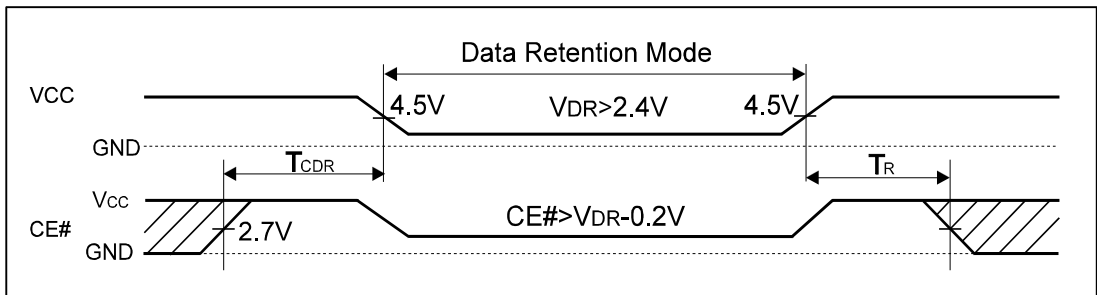 Data Retention Mode
VCC
4.5V
VDR>2.4V
4.5V
GND
TCDR
TR
VCC
CE#>VDR-0.2V
CE#
2.7V
GND